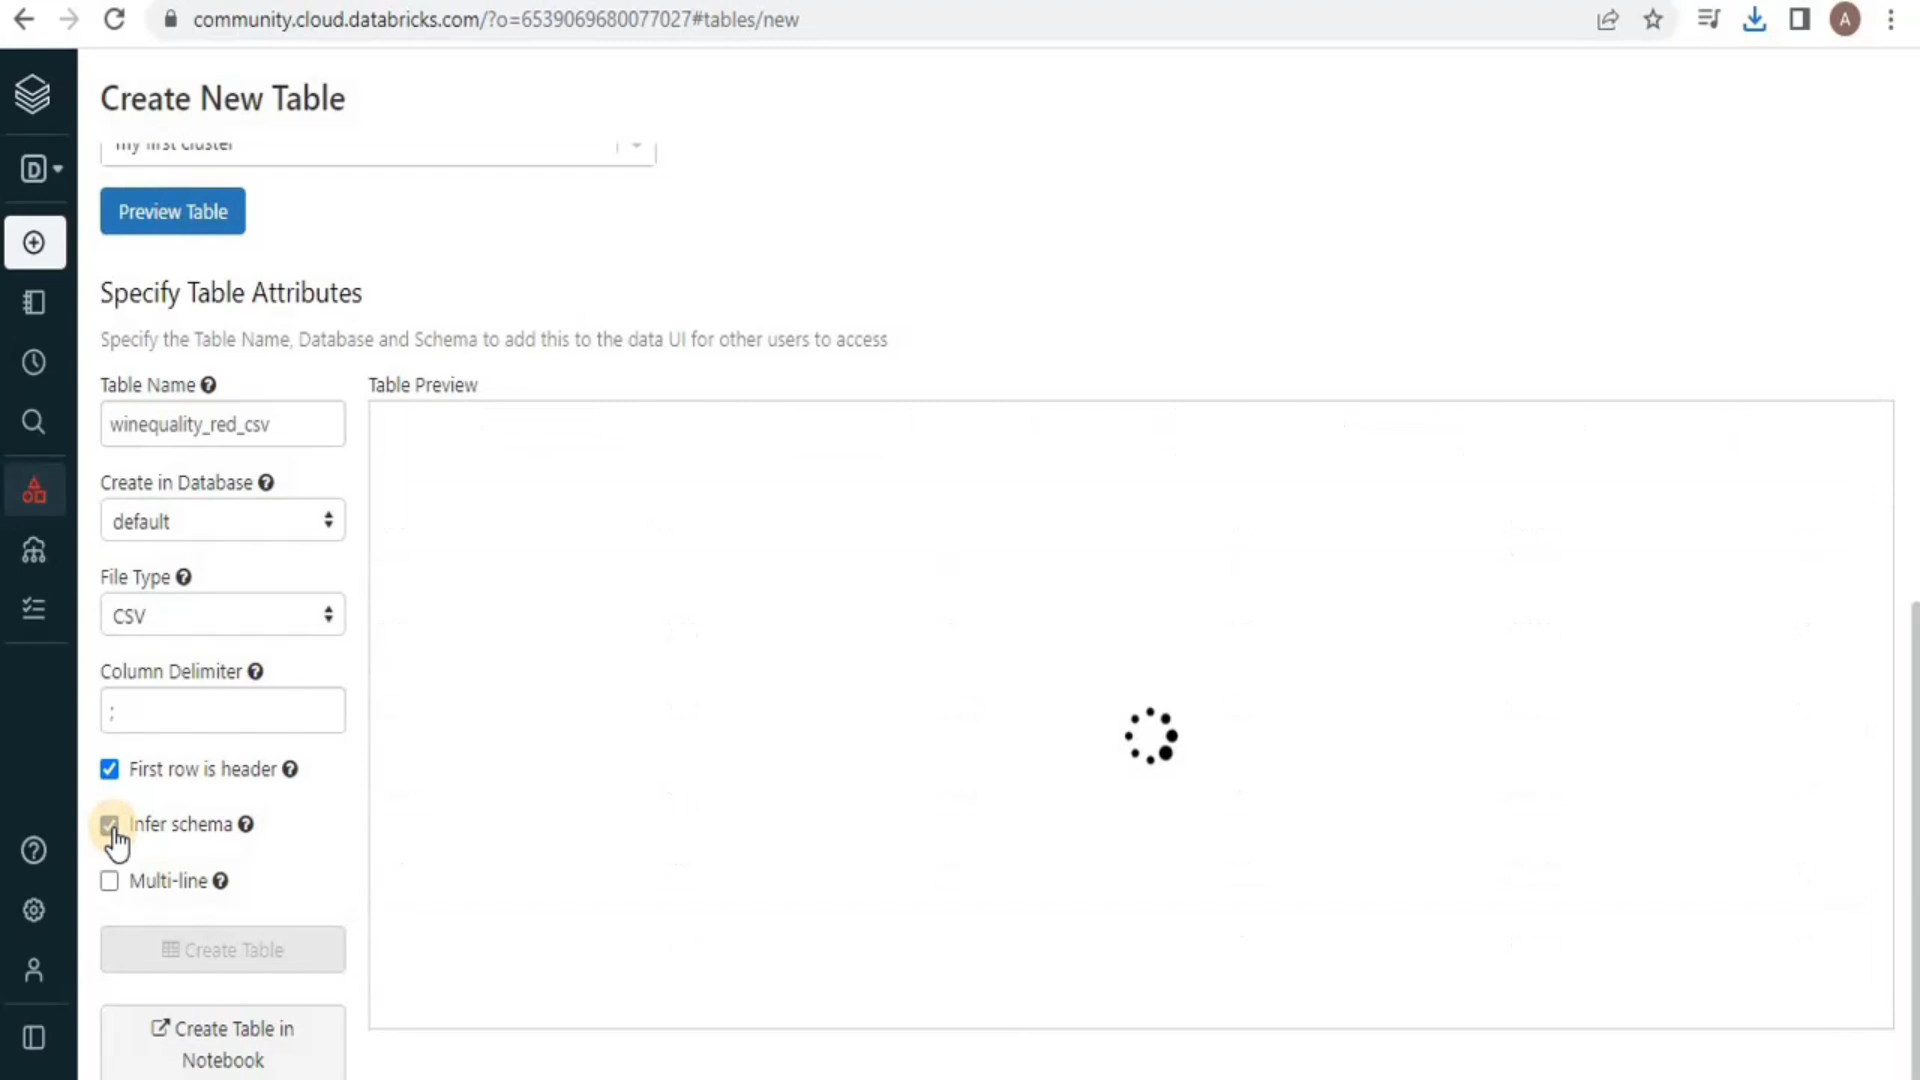 community.cloud.databricks.com/?o=6539069680077027#tables/new
A
Create New Table
my first cluster
D
Preview Table
Specify Table Attributes
Specify the Table Name, Database and Schema to add this to the data UI for other users to access
Table Name
Table Preview
winequality_red_csv
Create in Database
default
File Type
CSV
Column Delimiter
;
First row is header
Infer schema
Multi-line
Create Table
Create Table in
Notebook